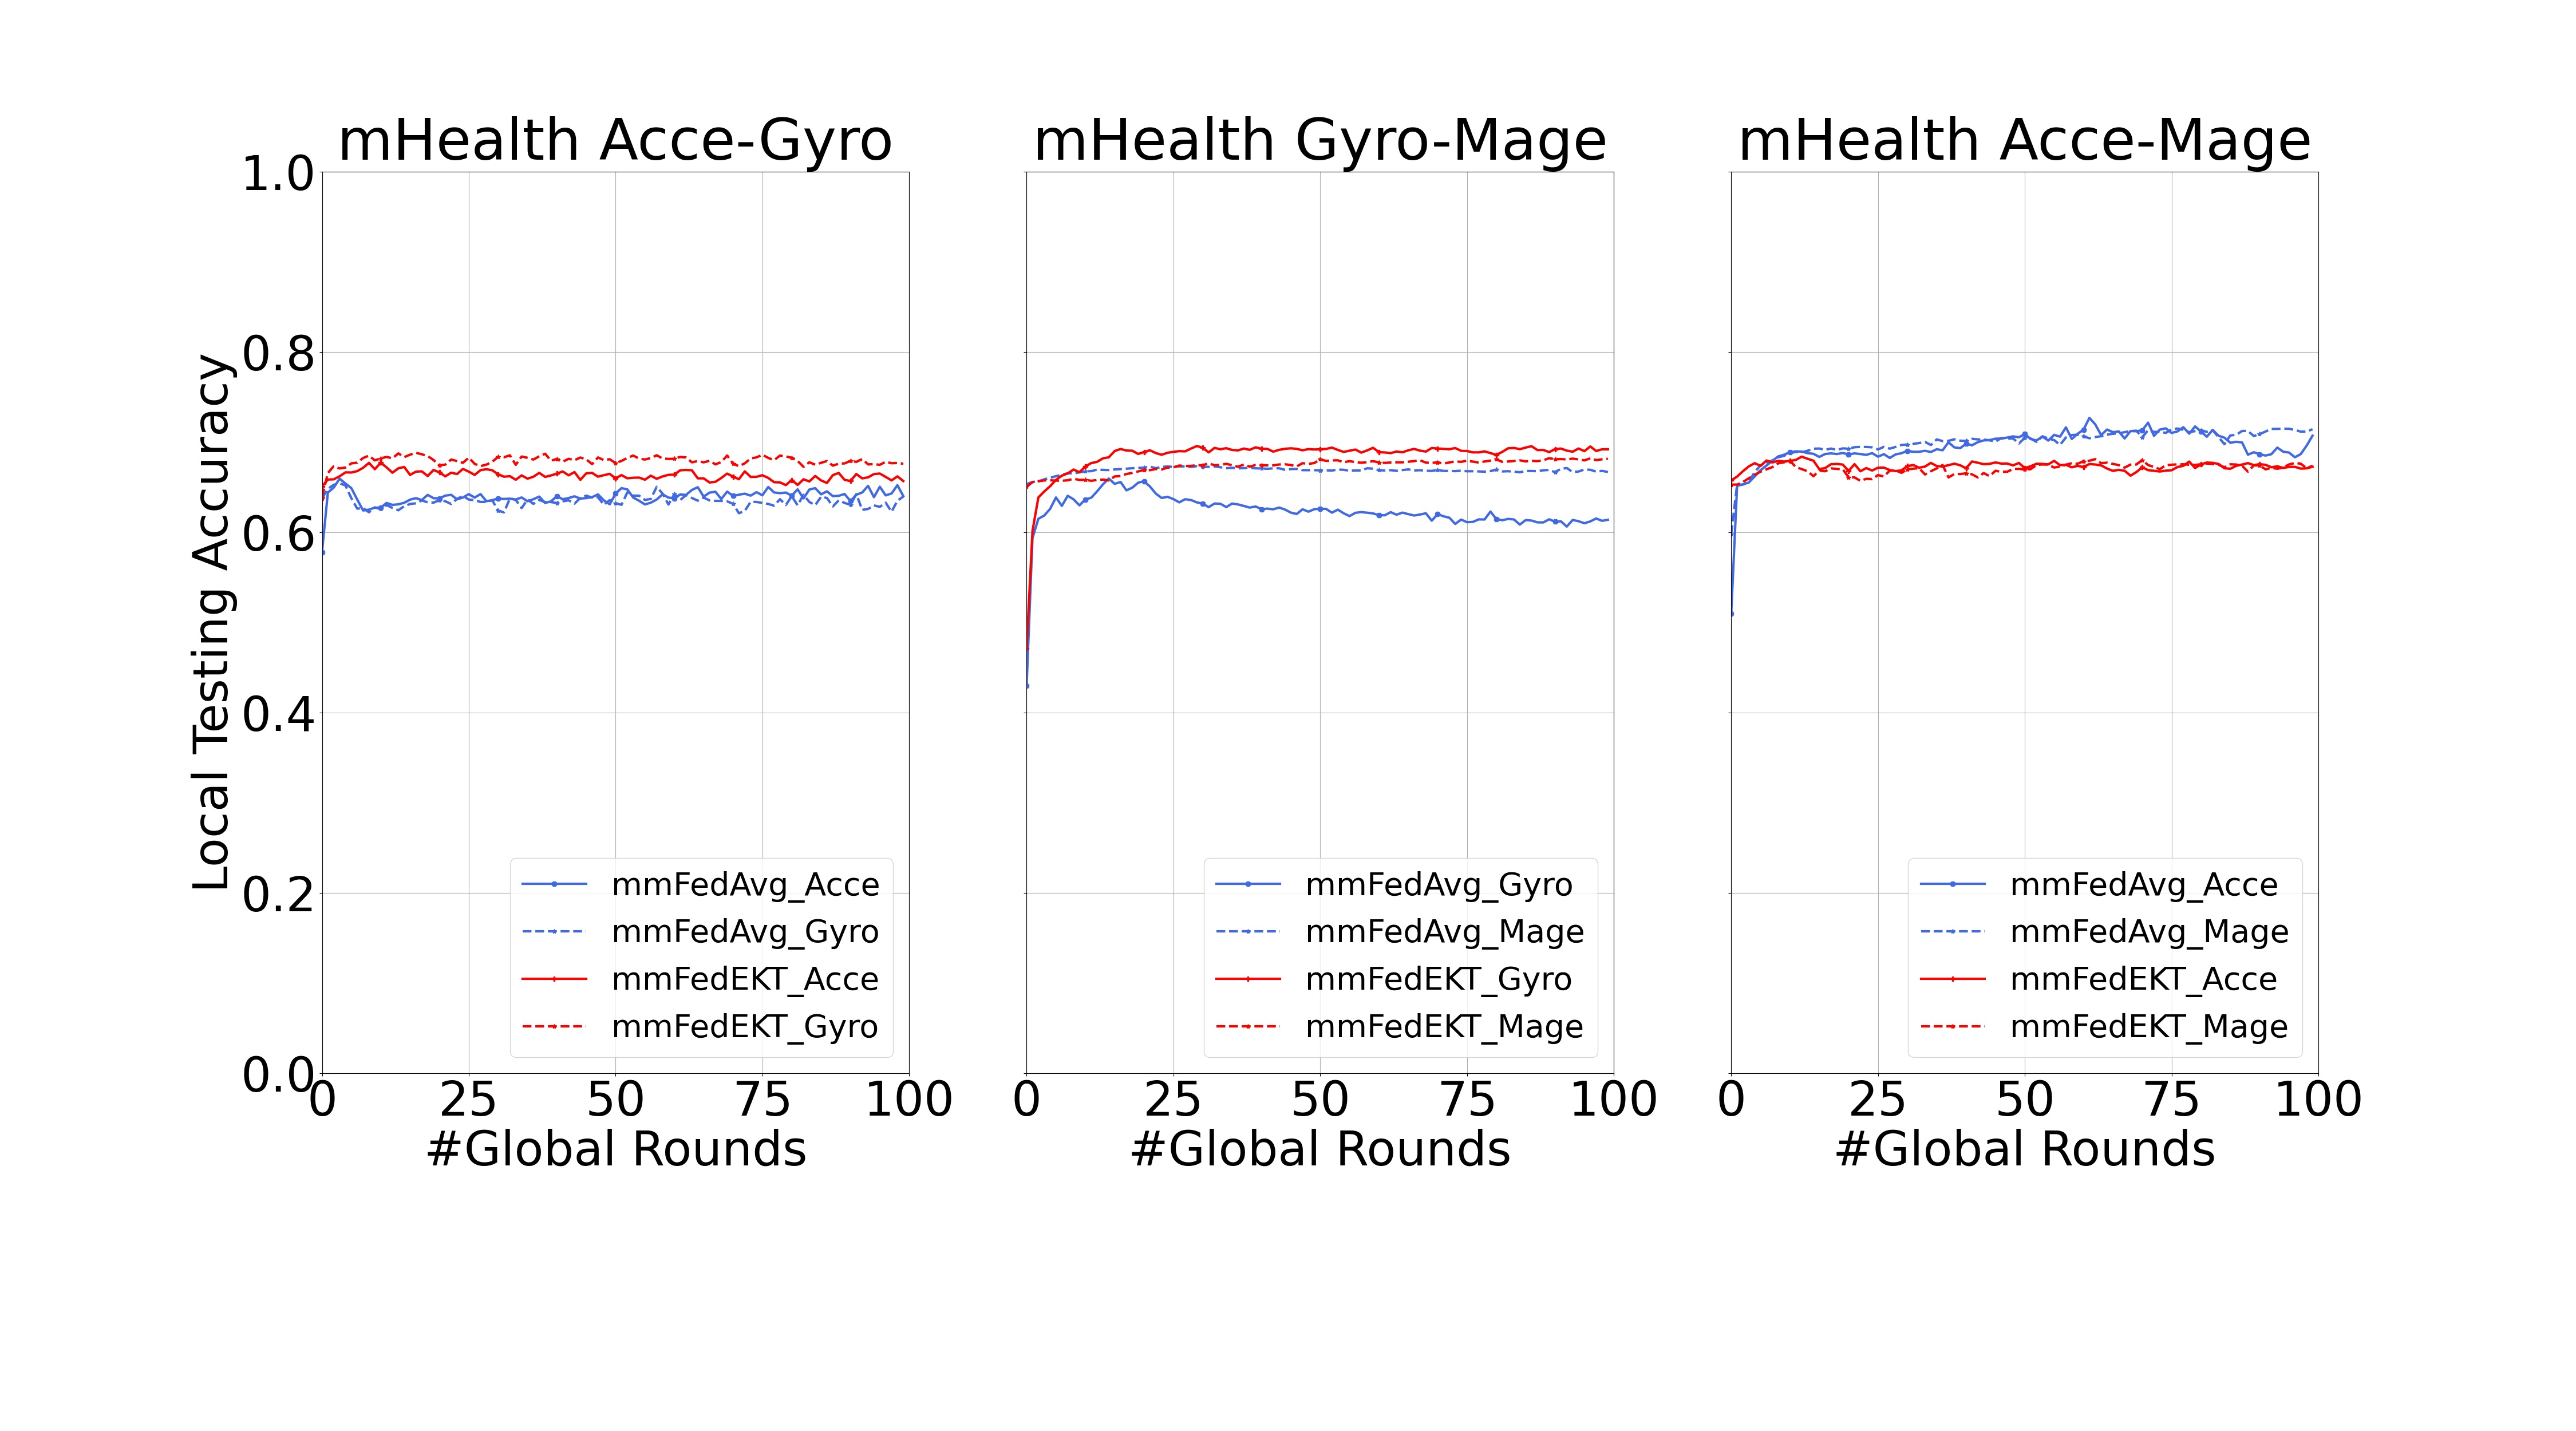 mHealth Acce-Gyro
mHealth Gyro-Mage
mHealth Acce-Mage
Local Testing Accuracy
1.0
0.8
0.6
0.4
0.2
0.0
mmFedAvg_Acce
mmFedAvg_Gyro
mmFedEKT_Acce
mmFedEKT_Gyro
mmFedAvg_Gyro
mmFedAvg_Mage
mmFedEKT_Gyro
mmFedEKT_Mage
mmFedAvg_Acce
mmFedAvg_Mage
mmFedEKT_Acce
mmFedEKT_Mage
0 25 50 75 100
0 25 50 75 100
0 25 50 75 100
#Global Rounds
#Global Rounds
#Global Rounds